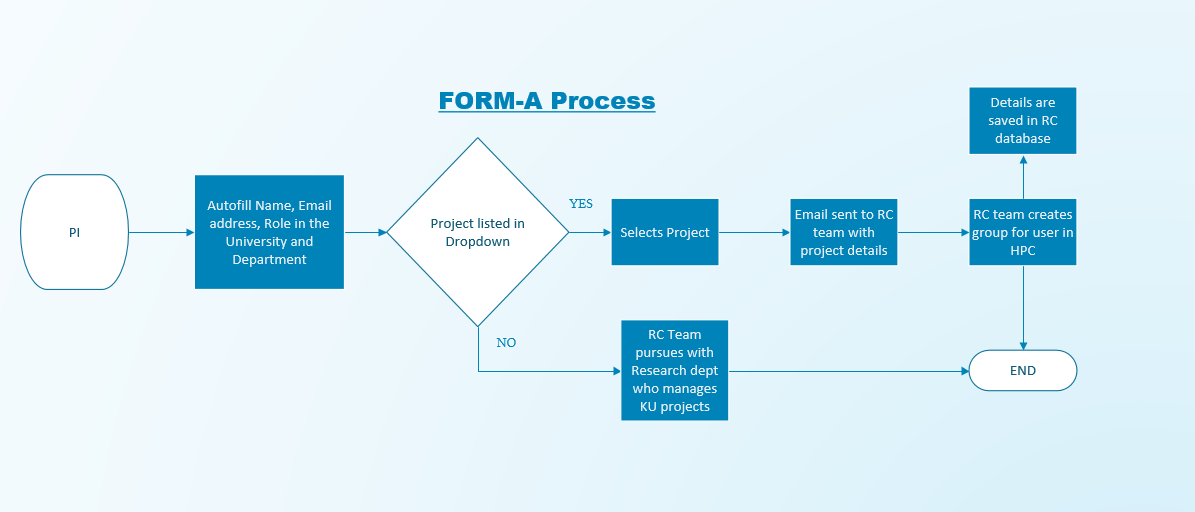 FORM-A Process
PI
Autofill Name, Email
address, Role in the
University and
Department
Project listed in
Dropdown
YES
Selects Project
Email sent to RC
team with
project details
RC team creates
group for user in
HPC
Details are
saved in RC
database
NO
RC Team
pursues with
Research dept
who manages
KU projects
END